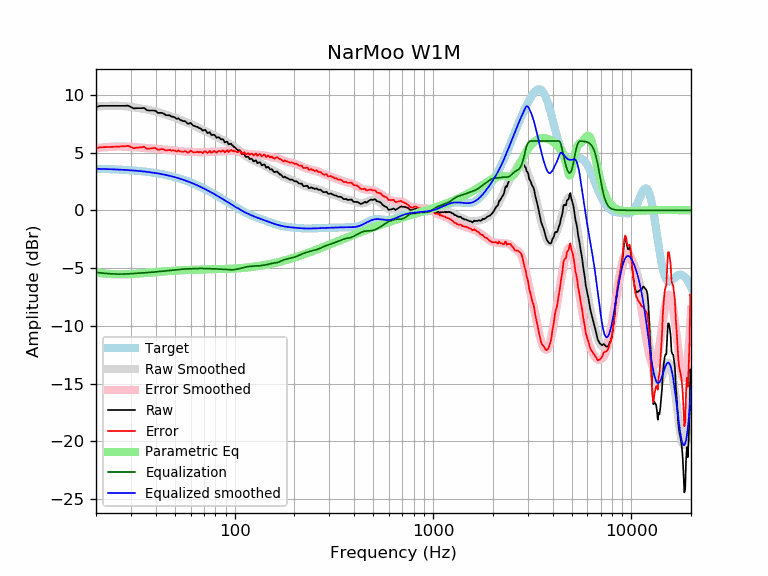 NarMoo W1M
10
5
0
−5
−10
−15
−20
−25
Amplitude (dBr)
Target
Raw Smoothed
Error Smoothed
Raw
Error
Parametric Eq
Equalization
Equalized smoothed
100
1000
10000
Frequency (Hz)